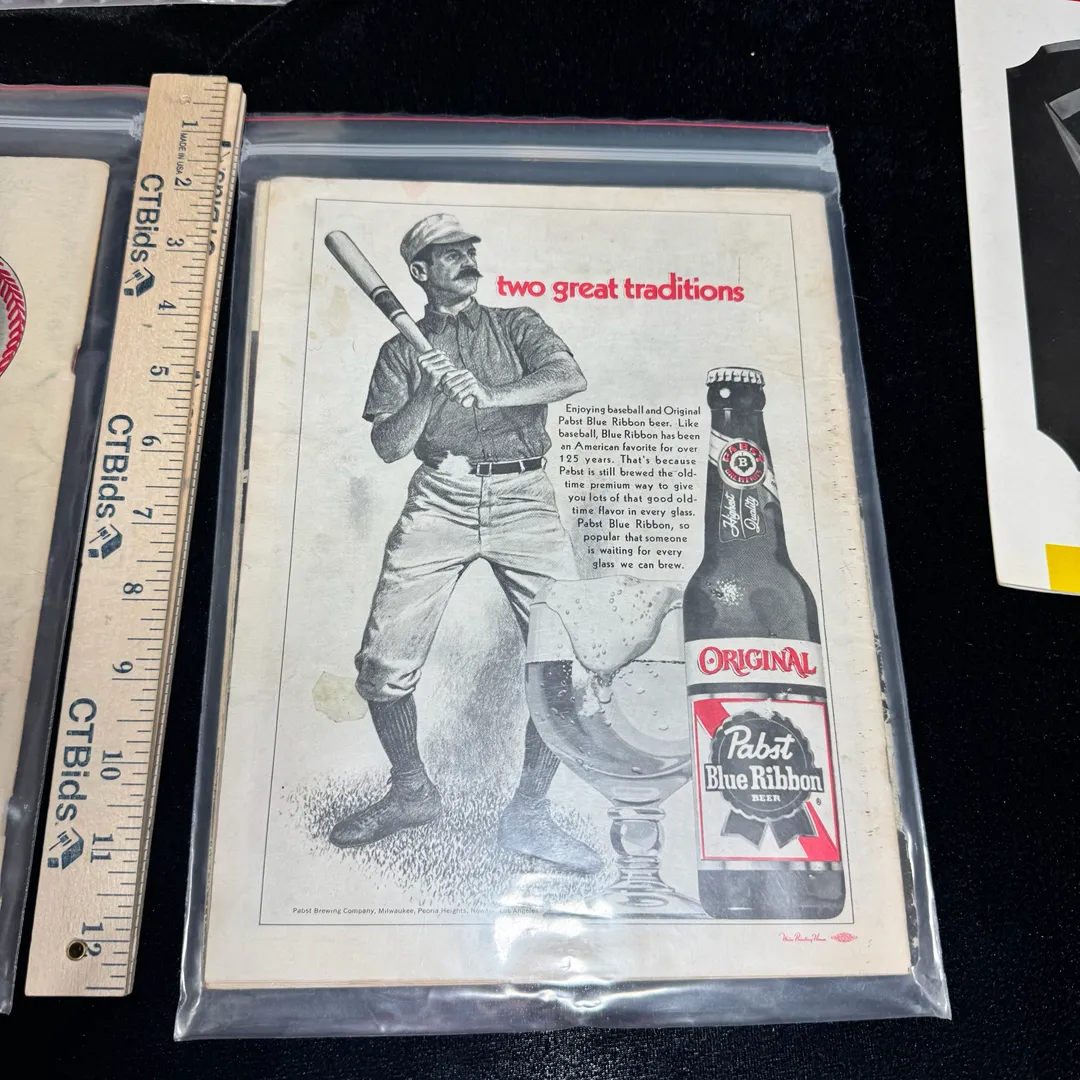 1
MADE IN USA
2
3
4
5
6
7
8
9
10
11
12
CTBids
CTBids
CTBids
two great traditions
Enjoying baseball and Original
Pabst Blue Ribbon beer. Like
baseball, Blue Ribbon has been
an American favorite for over
125 years. That's because
Pabst is still brewed the old-
time premium way to give
you lots of that good old-
time flavor in every glass.
Pabst Blue Ribbon, so
popular that someone
is waiting for every
glass we can brew.
PABST
B
Highest
Quality
ORIGINAL
Pabst
Blue Ribbon
BEER
®
Pabst Brewing Company, Milwaukee, Peoria Heights, Los Angeles